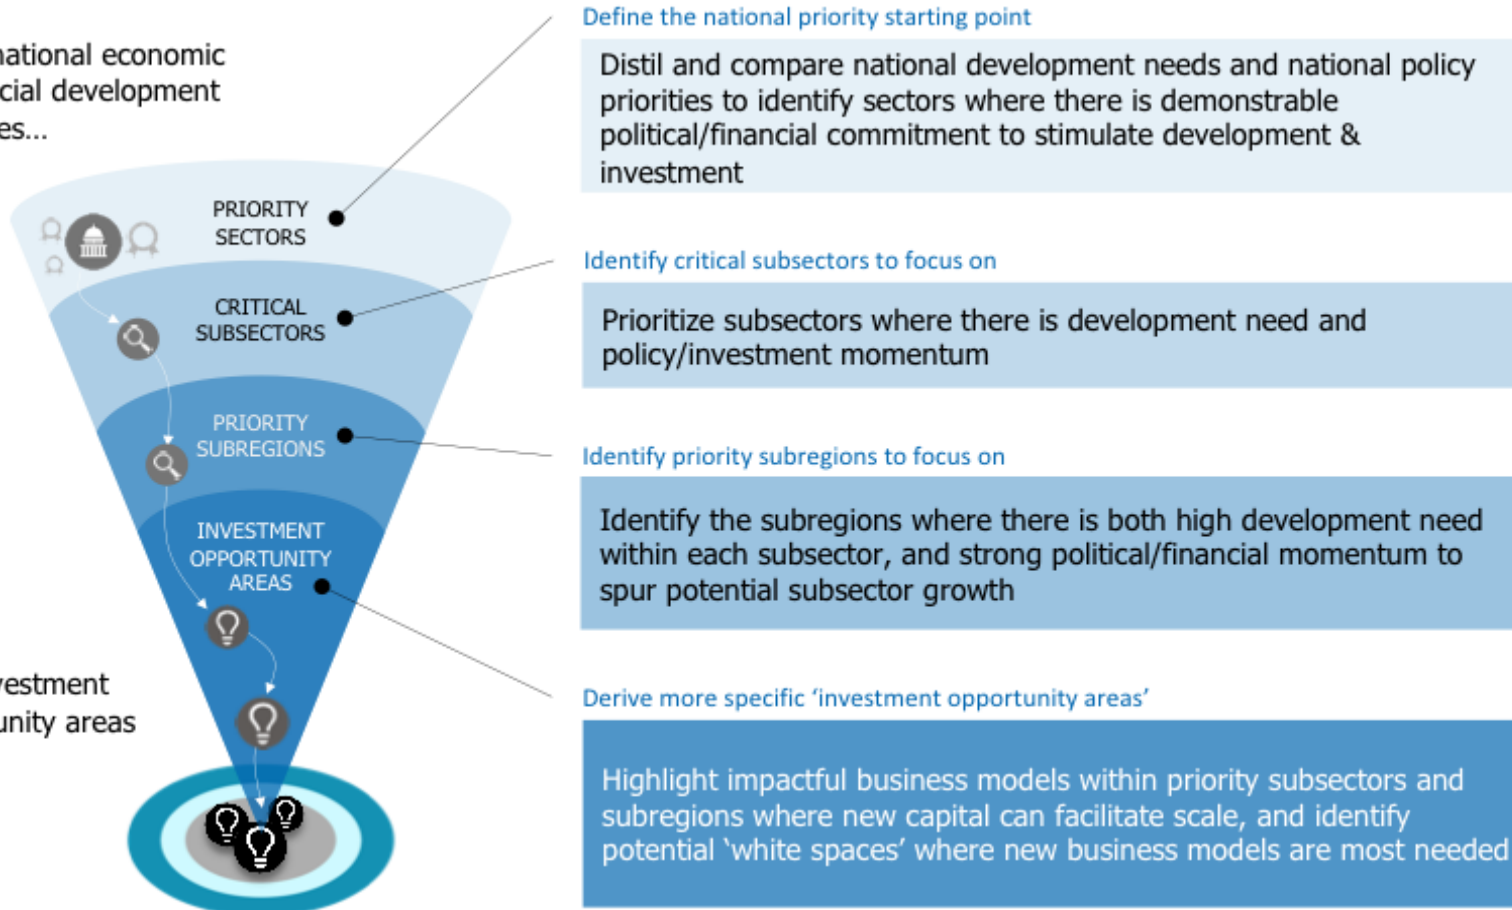 national economic
cial development
es...
PRIORITY
SECTORS
CRITICAL
SUBSECTORS
PRIORITY
SUBREGIONS
INVESTMENT
OPPORTUNITY
AREAS
vestment
unity areas
Define the national priority starting point
Distil and compare national development needs and national policy
priorities to identify sectors where there is demonstrable
political/financial commitment to stimulate development &
investment
Identify critical subsectors to focus on
Prioritize subsectors where there is development need and
policy/investment momentum
Identify priority subregions to focus on
Identify the subregions where there is both high development need
within each subsector, and strong political/financial momentum to
spur potential subsector growth
Derive more specific ‘investment opportunity areas’
Highlight impactful business models within priority subsectors and
subregions where new capital can facilitate scale, and identify
potential ‘white spaces’ where new business models are most needed